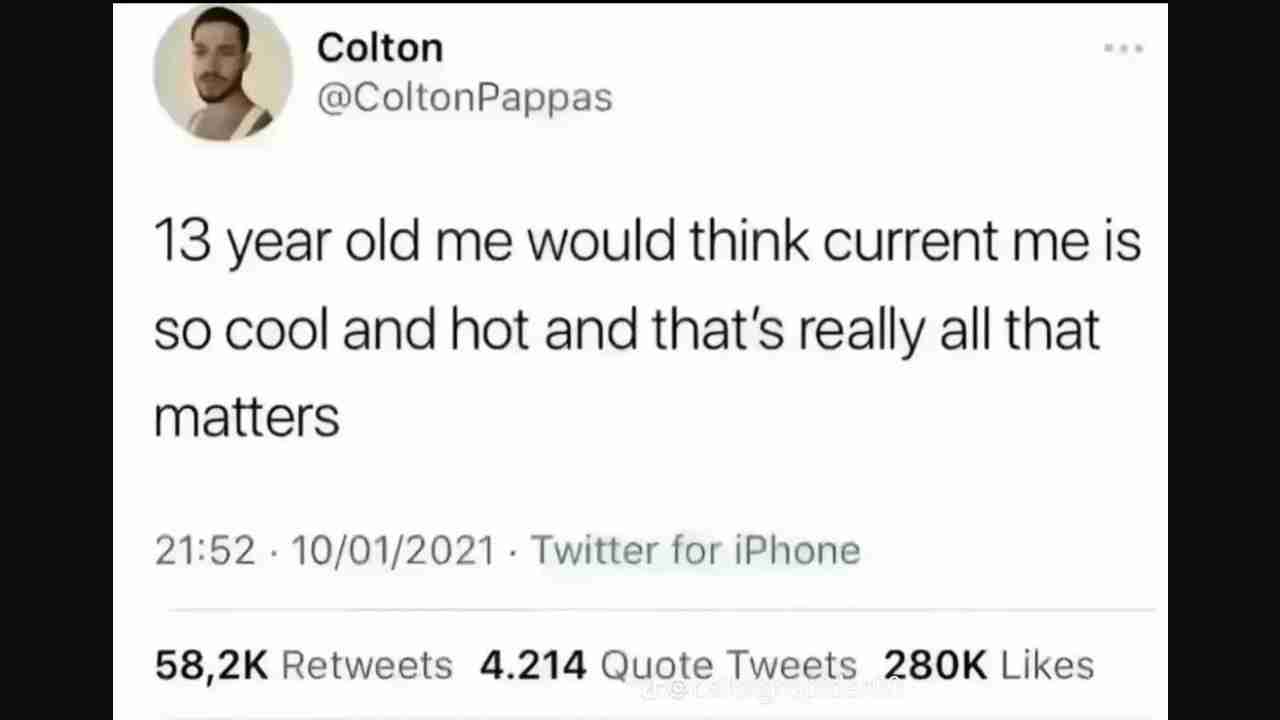 Colton
@ColtonPappas
13 year old me would think current me is
so cool and hot and that's really all that
matters
21:52 · 10/01/2021 · Twitter for iPhone
58,2K Retweets 4.214 Quote Tweets 280K Likes